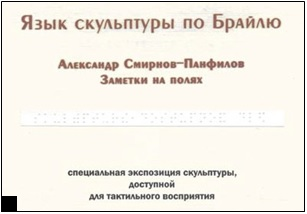 Язык скульптуры по Брайлю
Александр Смирнов-Панфилов
Заметки на полях
специальная экспозиция скульптуры,
доступной
для тактильного восприятия